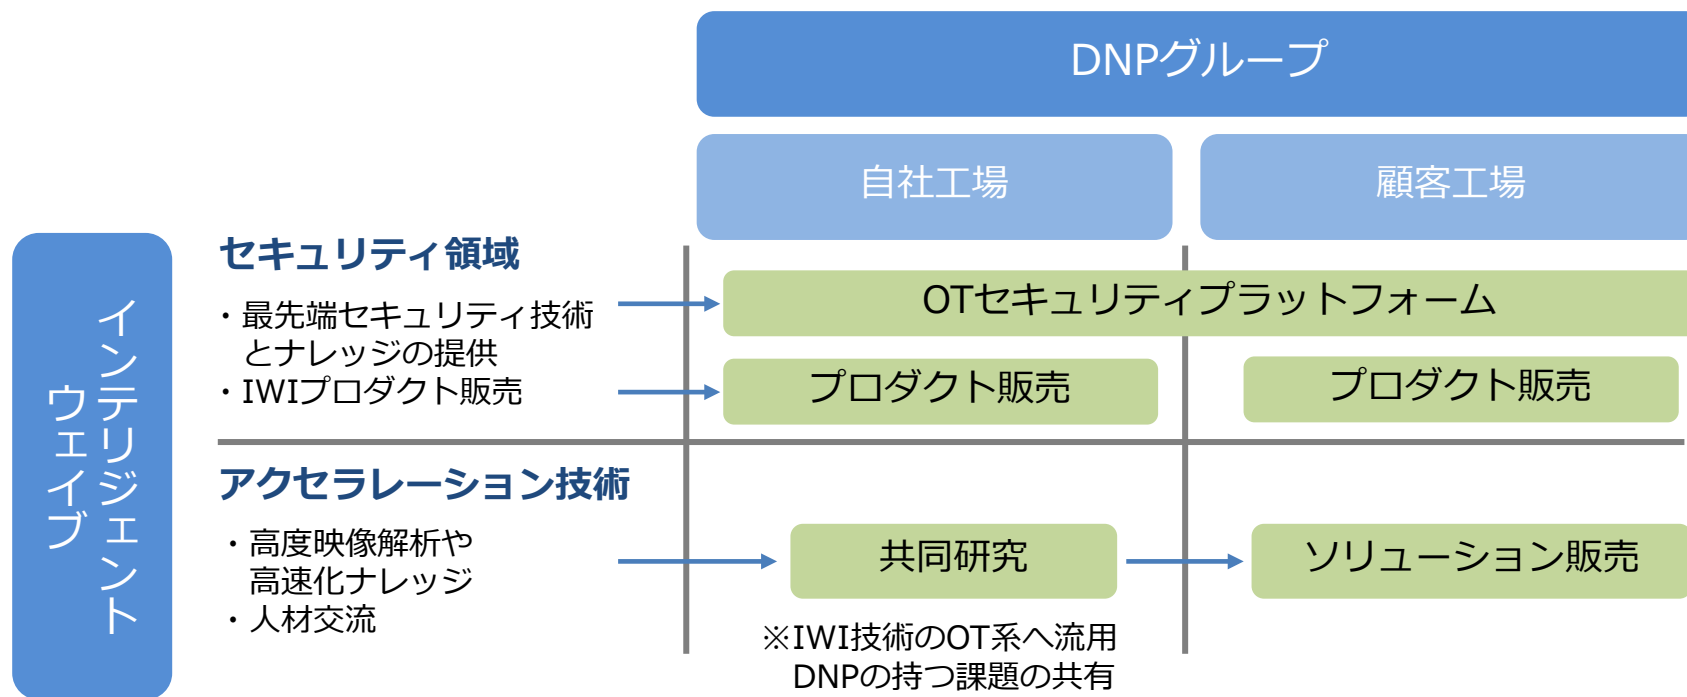 DNPグループ
自社工場
顧客工場
インテリジェント
ウェイブ
セキュリティ領域
・最先端セキュリティ技術
とナレッジの提供
・IWIプロダクト販売
OTセキュリティプラットフォーム
プロダクト販売
プロダクト販売
アクセラレーション技術
・高度映像解析や
高速化ナレッジ
・人材交流
共同研究
ソリューション販売
※IWI技術のOT系へ流用
DNPの持つ課題の共有